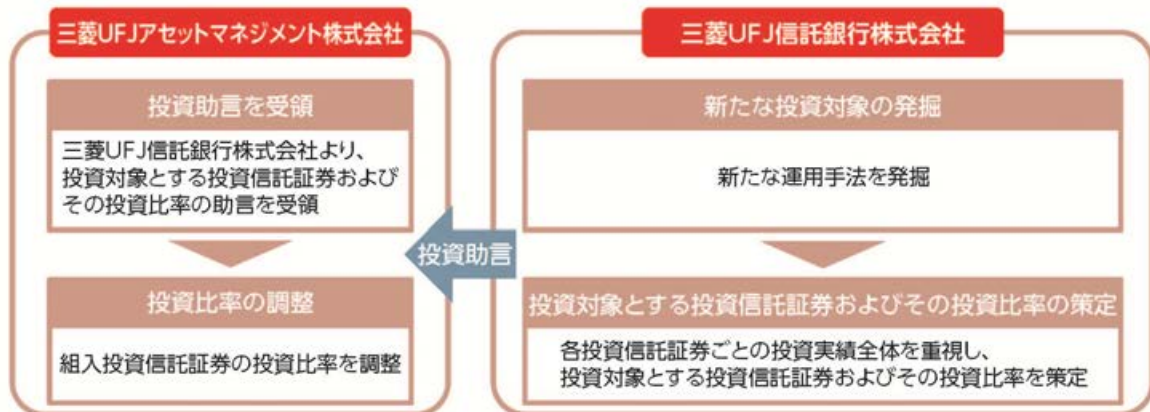 三菱UFJアセットマネジメント株式会社
投資助言を受領
三菱UFJ信託銀行株式会社より、
投資対象とする投資信託証券および
その投資比率の助言を受領
投資比率の調整
組入投資信託証券の投資比率を調整
投資助言
三菱UFJ信託銀行株式会社
新たな投資対象の発掘
新たな運用手法を発掘
投資対象とする投資信託証券およびその投資比率の策定
各投資信託証券ごとの投資実績全体を重視し、
投資対象とする投資信託証券およびその投資比率を策定